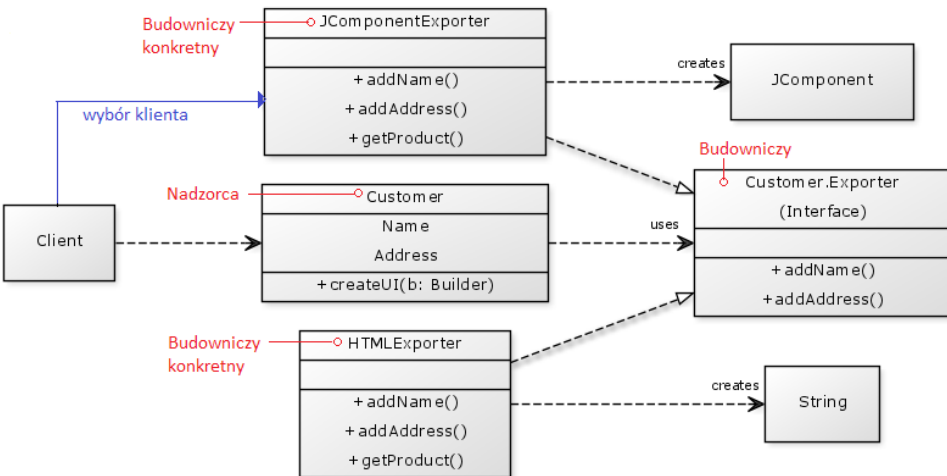 Budowniczy
konkretny
JComponentExporter
+addName()
+addAddress()
+getProduct()
creates
JComponent
wybór klienta
Budowniczy
Customer.Exporter
(Interface)
+addName()
+addAddress()
Nadzorca
Customer
Name
Address
+createUI(b: Builder)
uses
Client
Budowniczy
konkretny
HTMLExporter
+addName()
+addAddress()
+getProduct()
creates
String